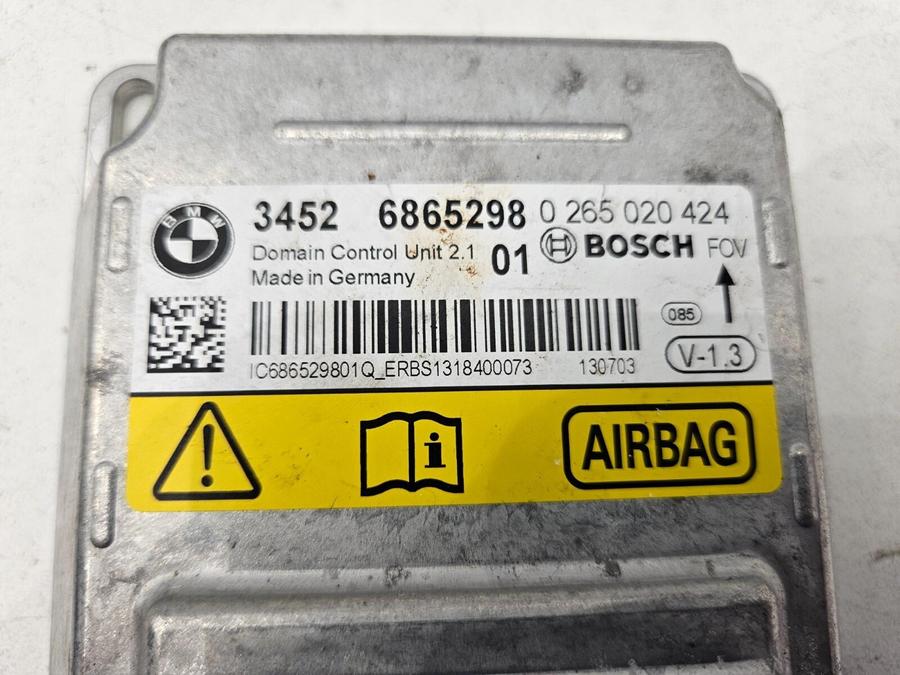 BMW
3452 6865298 0 265 020 424
Domain Control Unit 2.1 01 BOSCH FOV
Made in Germany
085
V-1.3
IC686529801Q_ERBS1318400073 130703
i
AIRBAG